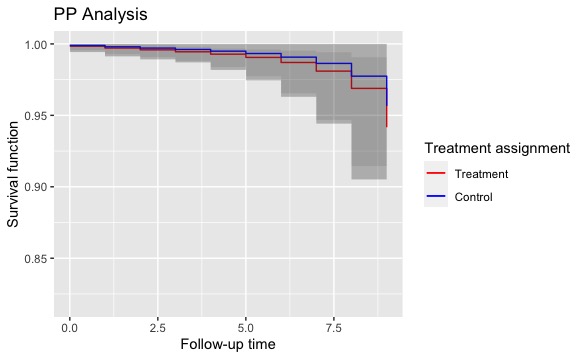 PP Analysis
1.00
0.95
0.90
0.85
Survival function
0.0
2.5
5.0
7.5
Follow-up time
Treatment assignment
Treatment
Control